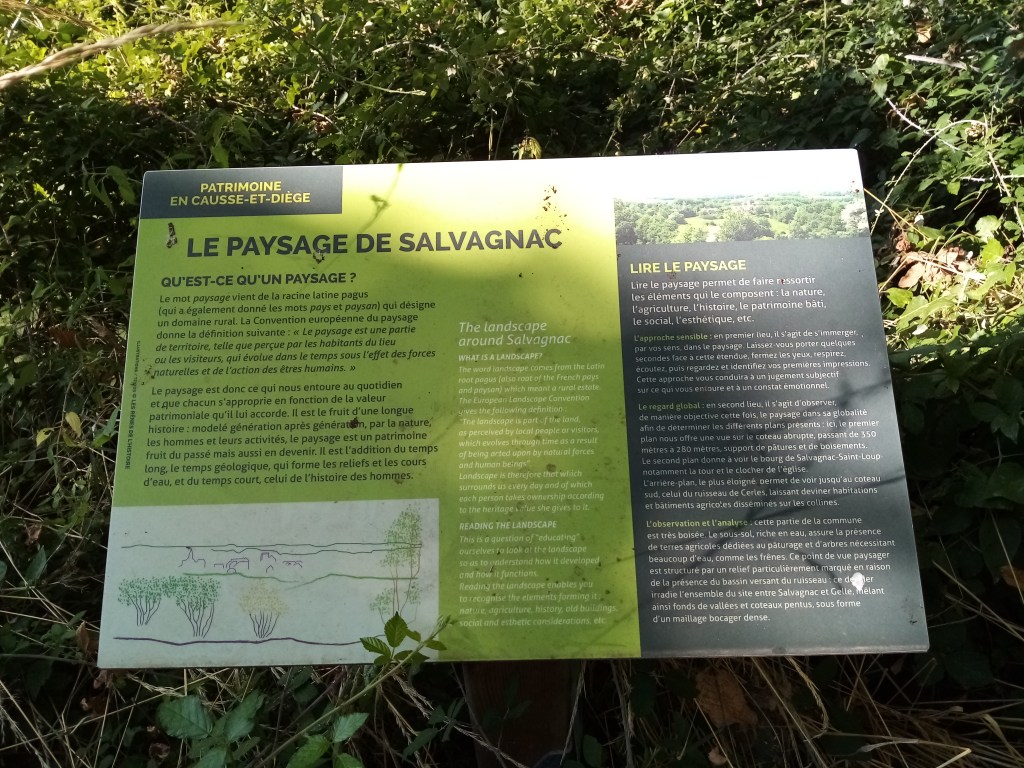 PATRIMOINE
EN CAUSSE-ET-DIÈGE
LE PAYSAGE DE SALVAGNAC
QU'EST-CE QU'UN PAYSAGE ?
Le mot paysage vient de la racine latine pagus
(qui a également donné les mots pays et paysan) qui désigne
un domaine rural. La Convention européenne du paysage
donne la définition suivante : « Le paysage est une partie
de territoire, telle que perçue par les habitants du lieu
ou les visiteurs, qui évolue dans le temps sous l'effet des forces
naturelles et de l'action des êtres humains. »
Le paysage est donc ce qui nous entoure au quotidien
et que chacun s'approprie en fonction de la valeur
patrimoniale qu'il lui accorde. Il est le fruit d'une longue
histoire : modelé génération après génération, par la nature,
les hommes et leurs activités, le paysage est un patrimoine
fruit du passé mais aussi en devenir. Il est l'addition du temps
long, le temps géologique, qui forme les reliefs et les cours
d'eau, et du temps court, celui de l'histoire des hommes.
The landscape
around Salvagnac
WHAT IS A LANDSCAPE?
The word landscape comes from the Latin
root pagus (also root of the French pays
and paysan) which meant a rural estate.
The European Landscape Convention
gives the following definition :
"The landscape is part of the land,
as perceived by local people or visitors,
which evolves through time as a result
of being acted upon by natural forces
and human beings"
Landscape is therefore that which
surrounds us every day and of which
each person takes ownership according
to the heritage value she gives to it.
READING THE LANDSCAPE
This is a question of "educating"
ourselves to look at the landscape
so as to understand how it developed
and how it functions.
Reading the landscape enables you
to recognise the elements forming it :
nature, agriculture, history, old buildings,
social and esthetic considerations, etc.
LIRE LE PAYSAGE
Lire le paysage permet de faire ressortir
les éléments qui le composent : la nature,
l'agriculture, l'histoire, le patrimoine bâti,
le social, l'esthétique, etc.
L'approche sensible : en premier lieu, il s'agit de s'immerger,
par vos sens, dans le paysage. Laissez-vous porter quelques
secondes face à cette étendue, fermez les yeux, respirez,
écoutez, puis regardez et identifiez vos premières impressions.
Cette approche vous conduira à un jugement subjectif
sur ce qui vous entoure et à un constat émotionnel.
Le regard global : en second lieu, il s'agit d'observer,
de manière objective cette fois, le paysage dans sa globalité
afin de déterminer les différents plans présents : ici, le premier
plan nous offre une vue sur le coteau abrupte, passant de 350
mètres à 280 mètres, support de pâtures et de boisements.
Le second plan donne à voir le bourg de Salvagnac-Saint-Loup
notamment la tour et le clocher de l'église.
L'arrière-plan, le plus éloigné, permet de voir jusqu'au coteau
sud, celui du ruisseau de Cerles, laissant deviner habitations
et bâtiments agricoles disséminés sur les collines.
L'observation et l'analyse : cette partie de la commune
est très boisée. Le sous-sol, riche en eau, assure la présence
de terres agricoles dédiées au pâturage et d'arbres nécessitant
beaucoup d'eau, comme les frênes. Ce point de vue paysager
est structuré par un relief particulièrement marqué en raison
de la présence du bassin versant du ruisseau : ce dernier
irradie l'ensemble du site entre Salvagnac et Gelle, mêlant
ainsi fonds de vallées et coteaux pentus, sous forme
d'un maillage bocager dense.